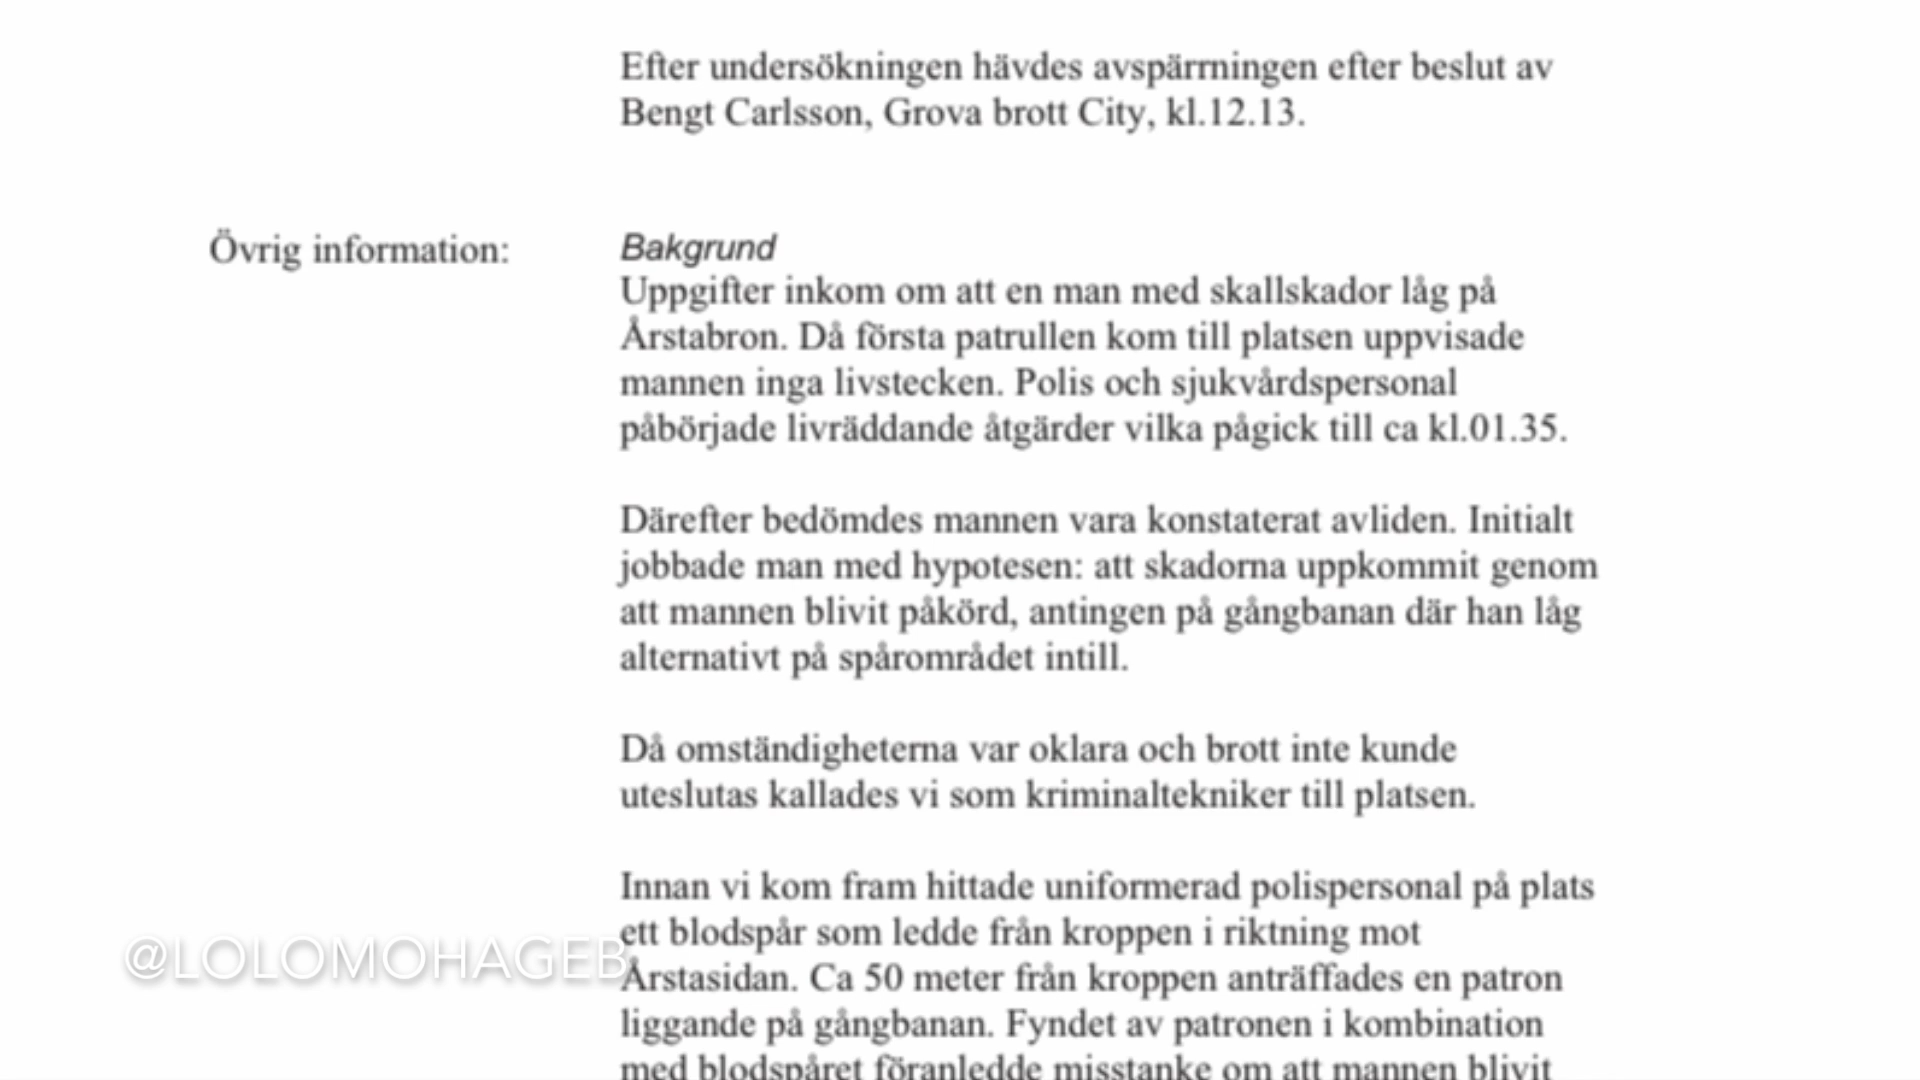 Efter undersökningen hävdes avspärrningen efter beslut av
Bengt Carlsson, Grova brott City, kl.12.13.
Övrig information:
Bakgrund
Uppgifter inkom om att en man med skallskador låg på
Årstabron. Då första patrullen kom till platsen uppvisade
mannen inga livstecken. Polis och sjukvårdspersonal
påbörjade livräddande åtgärder vilka pågick till ca kl.01.35.
Därefter bedömdes mannen vara konstaterat avliden. Initialt
jobbade man med hypotesen: att skadorna uppkommit genom
att mannen blivit påkörd, antingen på gångbanan där han låg
alternativt på spårområdet intill.
Då omständigheterna var oklara och brott inte kunde
uteslutas kallades vi som kriminaltekniker till platsen.
Innan vi kom fram hittade uniformerad polispersonal på plats
ett blodspår som ledde från kroppen i riktning mot
Årstasidan. Ca 50 meter från kroppen anträffades en patron
liggande på gångbanan. Fyndet av patronen i kombination
med blodspåret föranledde misstanke om att mannen blivit
@LOLOMOHAGEB